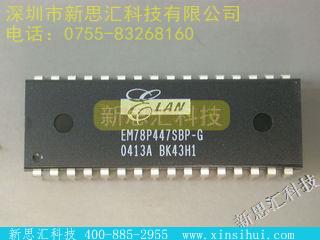 深圳市新思汇科技有限公司
电话：0755-83268160
ELAN
新思汇科技
EM78P447SBP-G
0413A BK43H1
新思汇科技
新思汇科技 400-885-2955 www.xinsihui.com